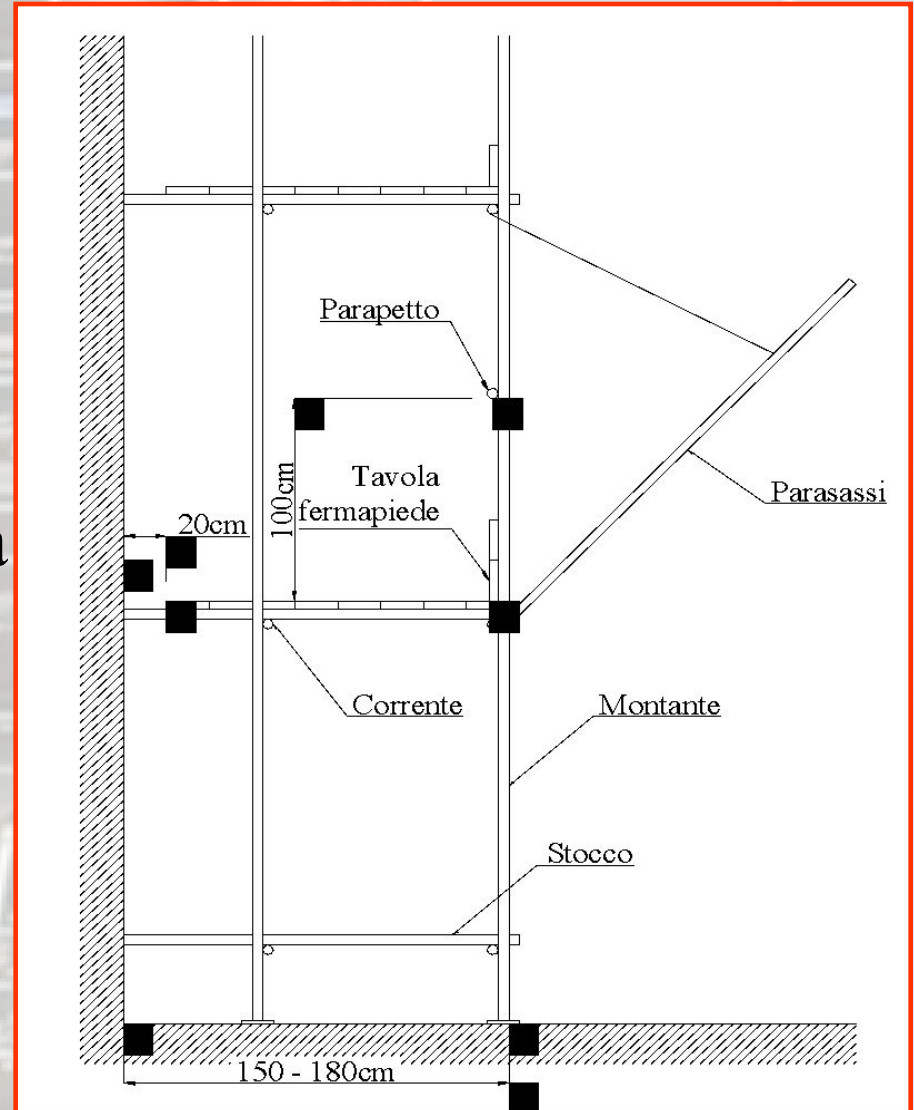 Parapetto
100cm
Tavola
fermapiede
20cm
Parasassi
Corrente
Montante
Stocco
150 - 180cm